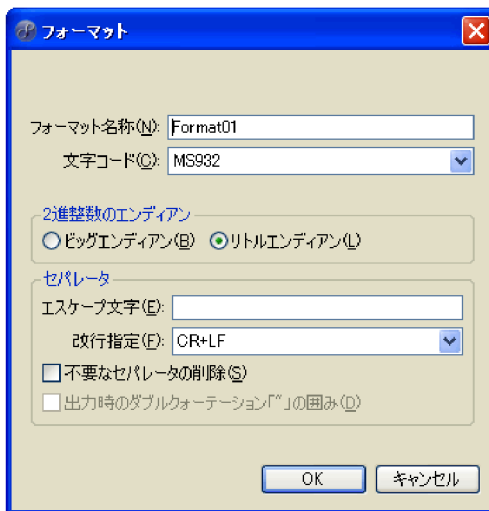 フォーマット
フォーマット名称(N): Format01
文字コード(C): MS932
2進整数のエンディアン
ビッグエンディアン(B) リトルエンディアン(L)
セパレータ
エスケープ文字(E):
改行指定(F): CR+LF
不要なセパレータの削除(S)
出力時のダブルクォーテーション「"」の囲み(D)
OK キャンセル